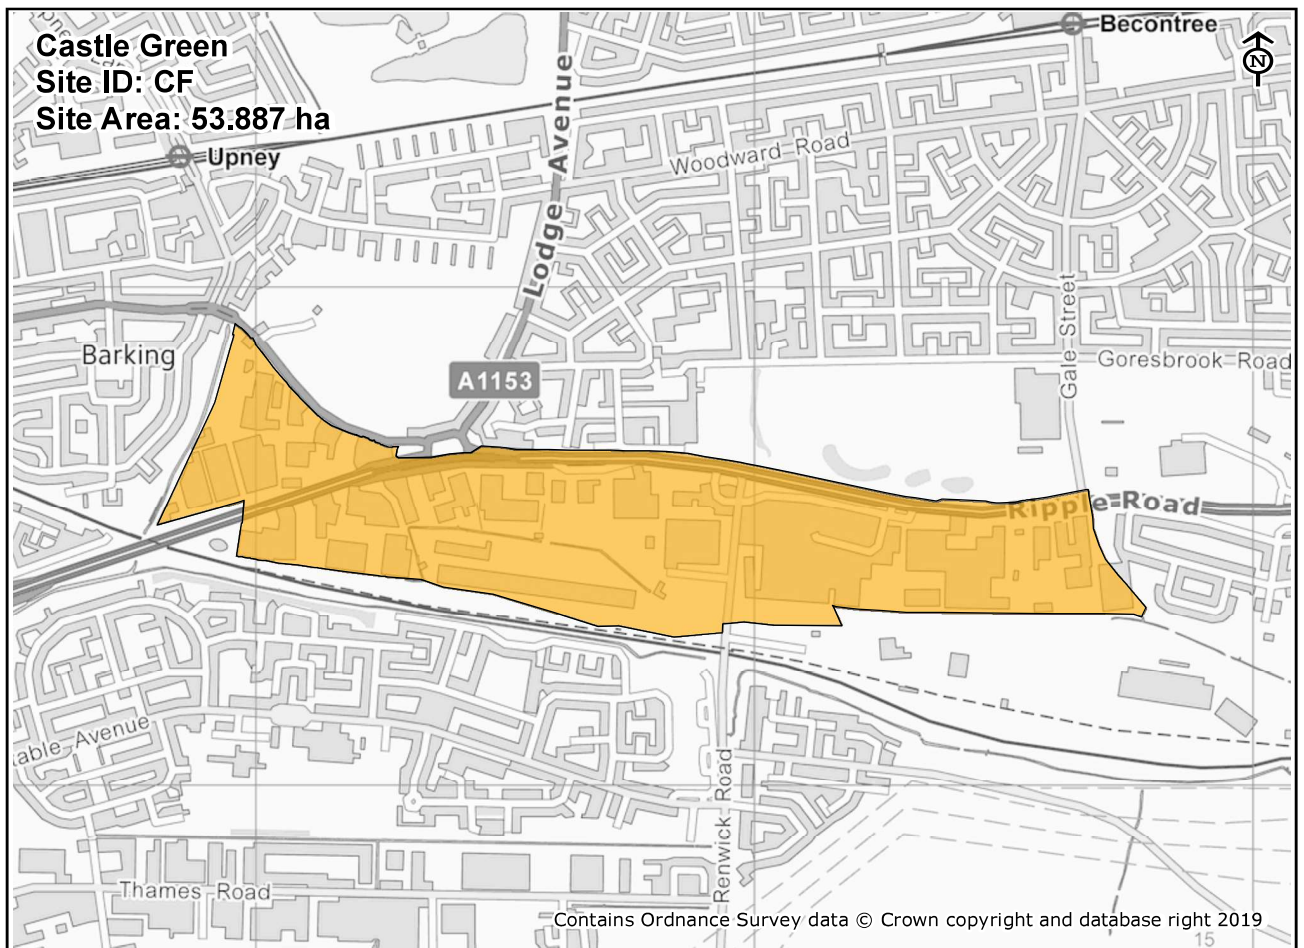 Castle Green
Site ID: CF
Site Area: 53.887 ha
Becontree
N
Upney
Lodge Avenue
Woodward Road
Barking
A1153
Gale Street
Goresbrook Road
Ripple Road
table Avenue
Renwick Road
Thames Road
Contains Ordnance Survey data © Crown copyright and database right 2019
15